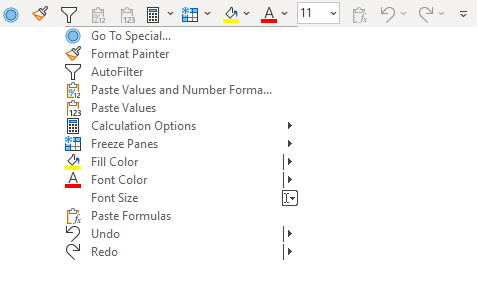 11
Go To Special...
Format Painter
AutoFilter
Paste Values and Number Forma...
Paste Values
Calculation Options
Freeze Panes
Fill Color
Font Color
Font Size
Paste Formulas
Undo
Redo